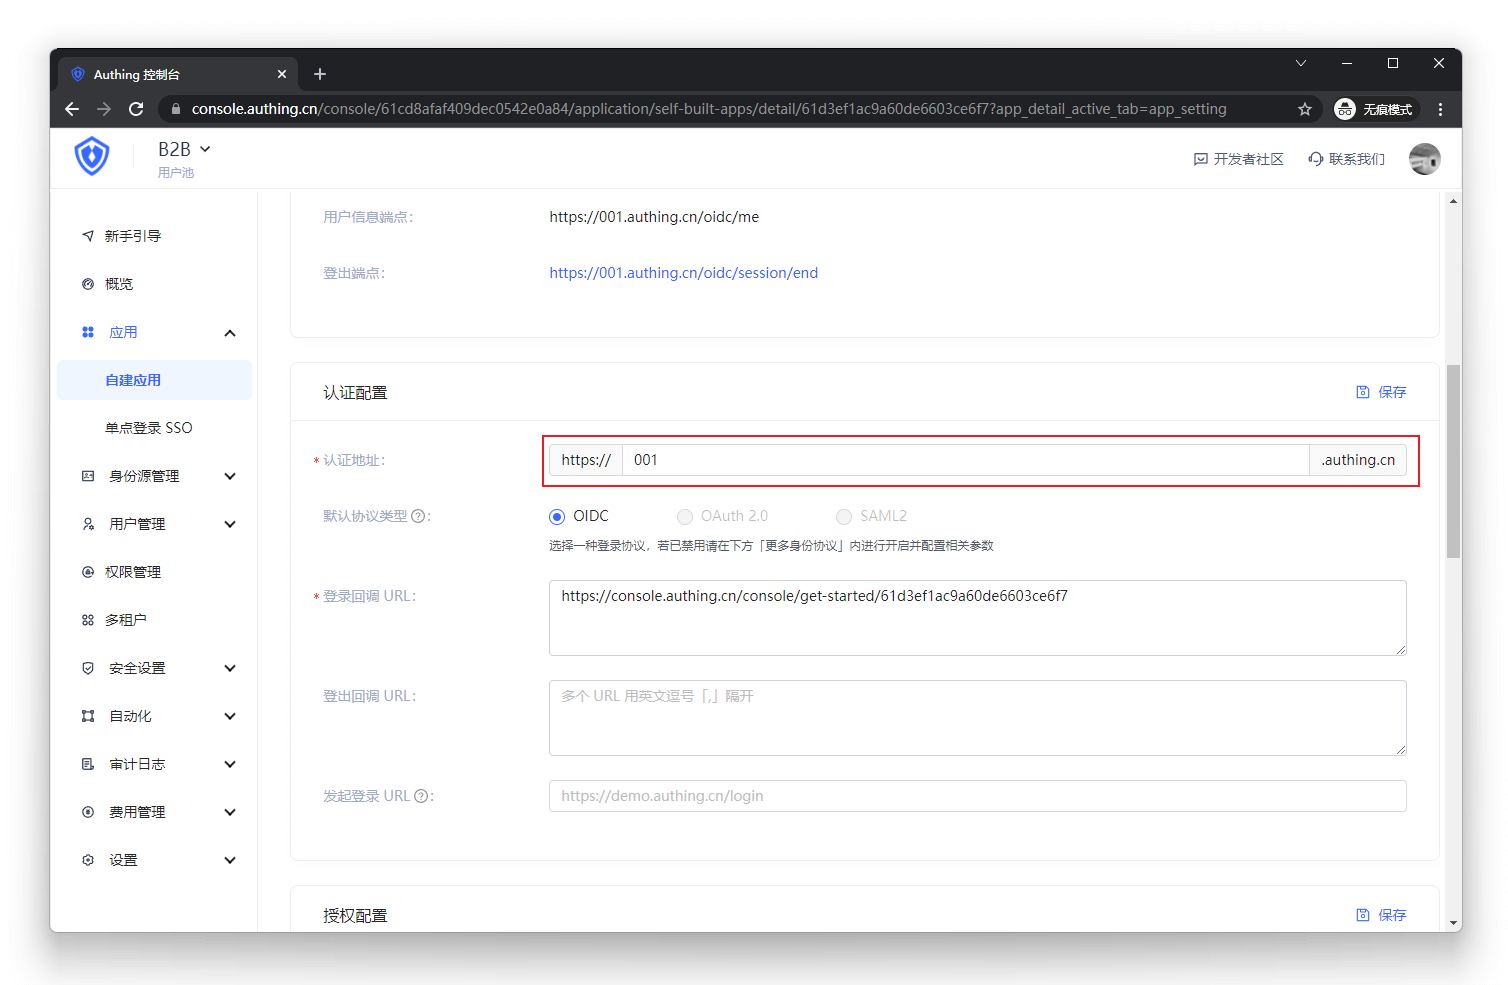 Authing 控制台
console.authing.cn/console/61cd8afaf409dec0542e0a84/application/self-built-apps/detail/61d3ef1ac9a60de6603ce6f7?app_detail_active_tab=app_setting
无痕模式
B2B
用户池
开发者社区
联系我们
新手引导
概览
应用
自建应用
单点登录 SSO
身份源管理
用户管理
权限管理
多租户
安全设置
自动化
审计日志
费用管理
设置
用户信息端点: https://001.authing.cn/oidc/me
登出端点: https://001.authing.cn/oidc/session/end
认证配置 保存
* 认证地址: https:// 001 .authing.cn
默认协议类型 ? : OIDC OAuth 2.0 SAML2
选择一种登录协议，若已禁用请在下方「更多身份协议」内进行开启并配置相关参数
* 登录回调 URL: https://console.authing.cn/console/get-started/61d3ef1ac9a60de6603ce6f7
登出回调 URL: 多个 URL 用英文逗号「,」隔开
发起登录 URL ? : https://demo.authing.cn/login
授权配置 保存